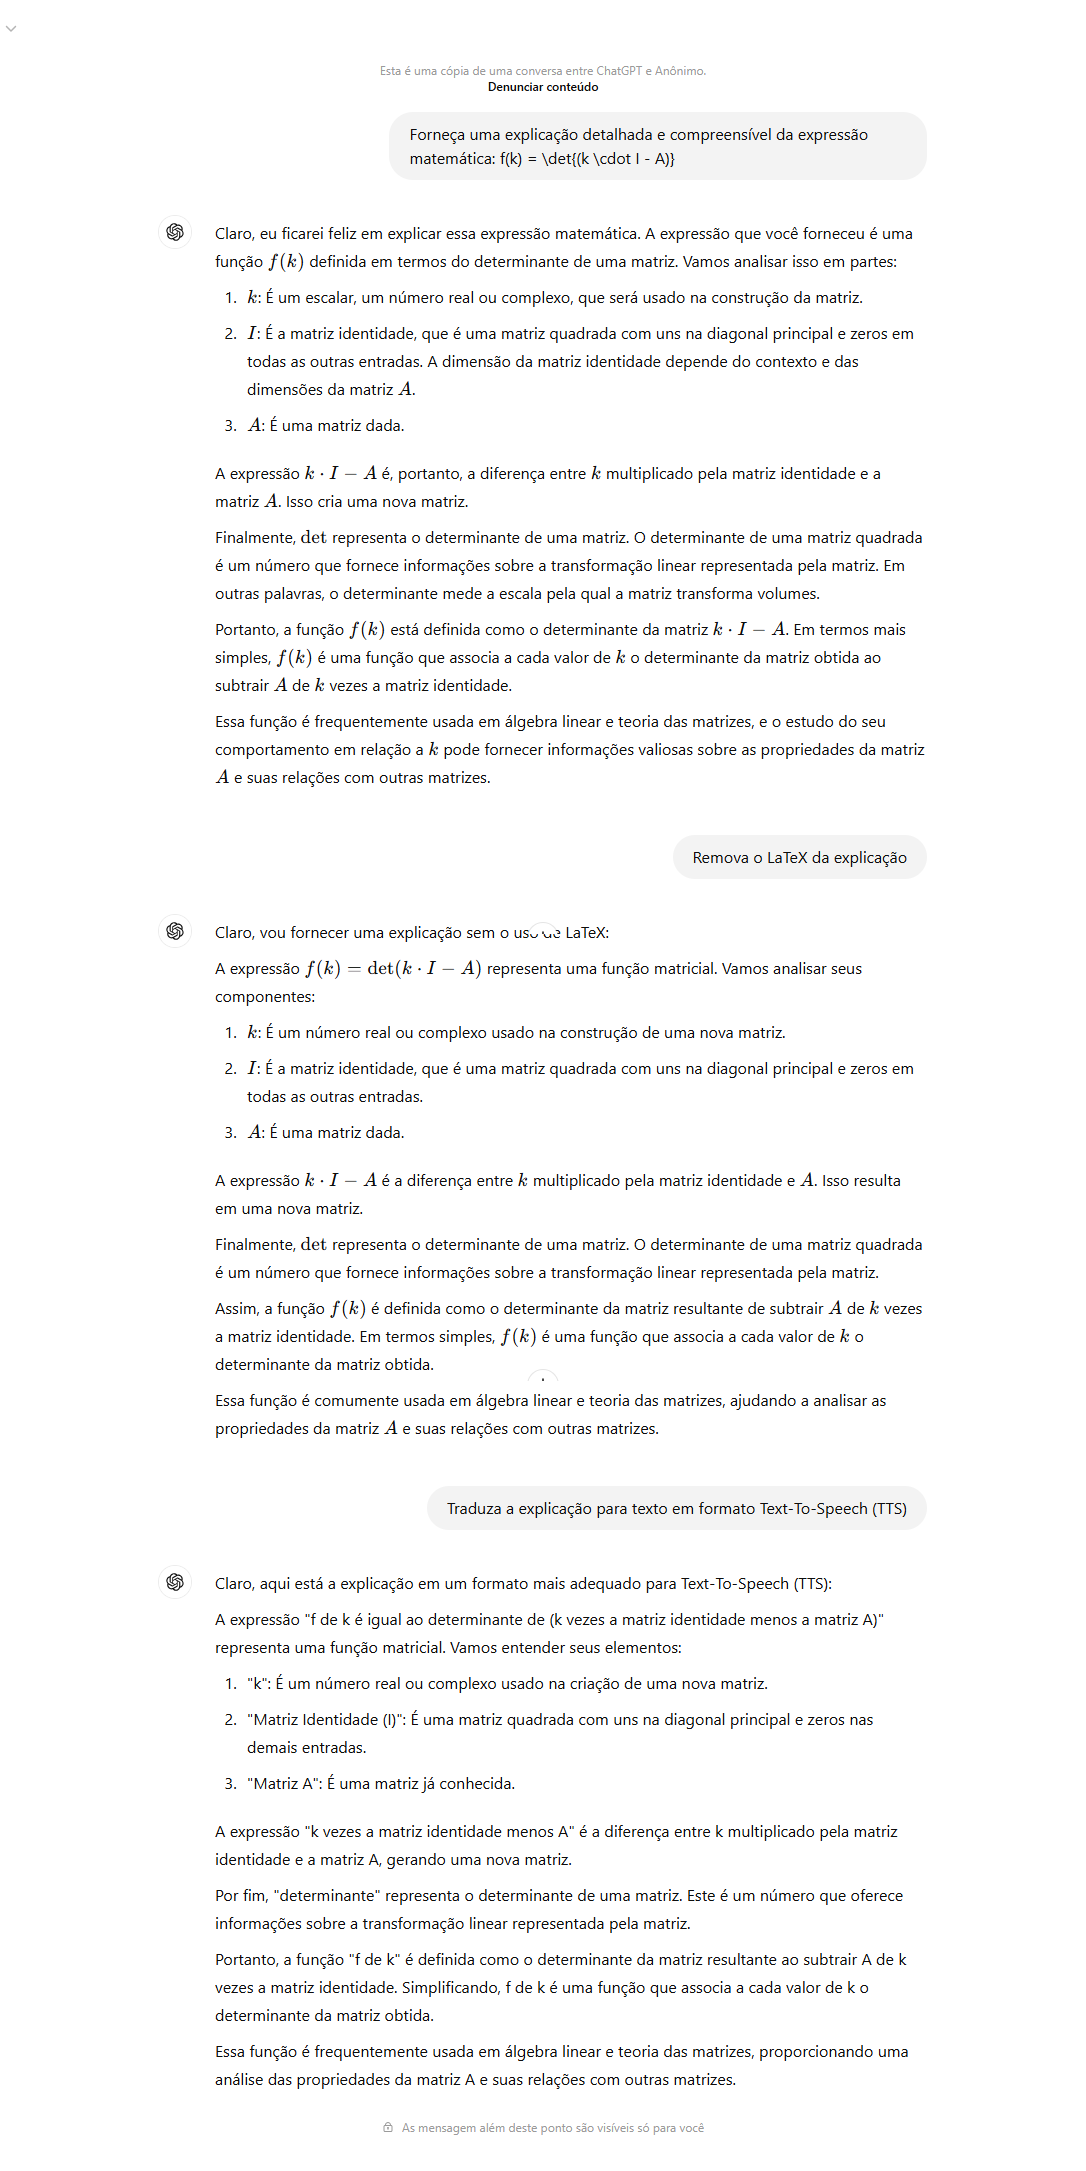 Esta é uma cópia de uma conversa entre ChatGPT e Anônimo.
Denunciar conteúdo
Forneça uma explicação detalhada e compreensível da expressão
matemática: f(k) = \det{(k \cdot I - A)}
Claro, eu ficarei feliz em explicar essa expressão matemática. A expressão que você forneceu é uma
função f(k) definida em termos do determinante de uma matriz. Vamos analisar isso em partes:
1. k: É um escalar, um número real ou complexo, que será usado na construção da matriz.
2. I: É a matriz identidade, que é uma matriz quadrada com uns na diagonal principal e zeros em
todas as outras entradas. A dimensão da matriz identidade depende do contexto e das
dimensões da matriz A.
3. A: É uma matriz dada.
A expressão k · I − A é, portanto, a diferença entre k multiplicado pela matriz identidade e a
matriz A. Isso cria uma nova matriz.
Finalmente, det representa o determinante de uma matriz. O determinante de uma matriz quadrada
é um número que fornece informações sobre a transformação linear representada pela matriz. Em
outras palavras, o determinante mede a escala pela qual a matriz transforma volumes.
Portanto, a função f(k) está definida como o determinante da matriz k · I − A. Em termos mais
simples, f(k) é uma função que associa a cada valor de k o determinante da matriz obtida ao
subtrair A de k vezes a matriz identidade.
Essa função é frequentemente usada em álgebra linear e teoria das matrizes, e o estudo do seu
comportamento em relação a k pode fornecer informações valiosas sobre as propriedades da matriz
A e suas relações com outras matrizes.
Remova o LaTeX da explicação
Claro, vou fornecer uma explicação sem o uso de LaTeX:
A expressão f(k) = det(k · I − A) representa uma função matricial. Vamos analisar seus
componentes:
1. k: É um número real ou complexo usado na construção de uma nova matriz.
2. I: É a matriz identidade, que é uma matriz quadrada com uns na diagonal principal e zeros em
todas as outras entradas.
3. A: É uma matriz dada.
A expressão k · I − A é a diferença entre k multiplicado pela matriz identidade e A. Isso resulta
em uma nova matriz.
Finalmente, det representa o determinante de uma matriz. O determinante de uma matriz quadrada
é um número que fornece informações sobre a transformação linear representada pela matriz.
Assim, a função f(k) é definida como o determinante da matriz resultante de subtrair A de k vezes
a matriz identidade. Em termos simples, f(k) é uma função que associa a cada valor de k o
determinante da matriz obtida.
Essa função é comumente usada em álgebra linear e teoria das matrizes, ajudando a analisar as
propriedades da matriz A e suas relações com outras matrizes.
Traduza a explicação para texto em formato Text-To-Speech (TTS)
Claro, aqui está a explicação em um formato mais adequado para Text-To-Speech (TTS):
A expressão "f de k é igual ao determinante de (k vezes a matriz identidade menos a matriz A)"
representa uma função matricial. Vamos entender seus elementos:
1. "k": É um número real ou complexo usado na criação de uma nova matriz.
2. "Matriz Identidade (I)": É uma matriz quadrada com uns na diagonal principal e zeros nas
demais entradas.
3. "Matriz A": É uma matriz já conhecida.
A expressão "k vezes a matriz identidade menos A" é a diferença entre k multiplicado pela matriz
identidade e a matriz A, gerando uma nova matriz.
Por fim, "determinante" representa o determinante de uma matriz. Este é um número que oferece
informações sobre a transformação linear representada pela matriz.
Portanto, a função "f de k" é definida como o determinante da matriz resultante ao subtrair A de k
vezes a matriz identidade. Simplificando, f de k é uma função que associa a cada valor de k o
determinante da matriz obtida.
Essa função é frequentemente usada em álgebra linear e teoria das matrizes, proporcionando uma
análise das propriedades da matriz A e suas relações com outras matrizes.
As mensagem além deste ponto são visíveis só para você